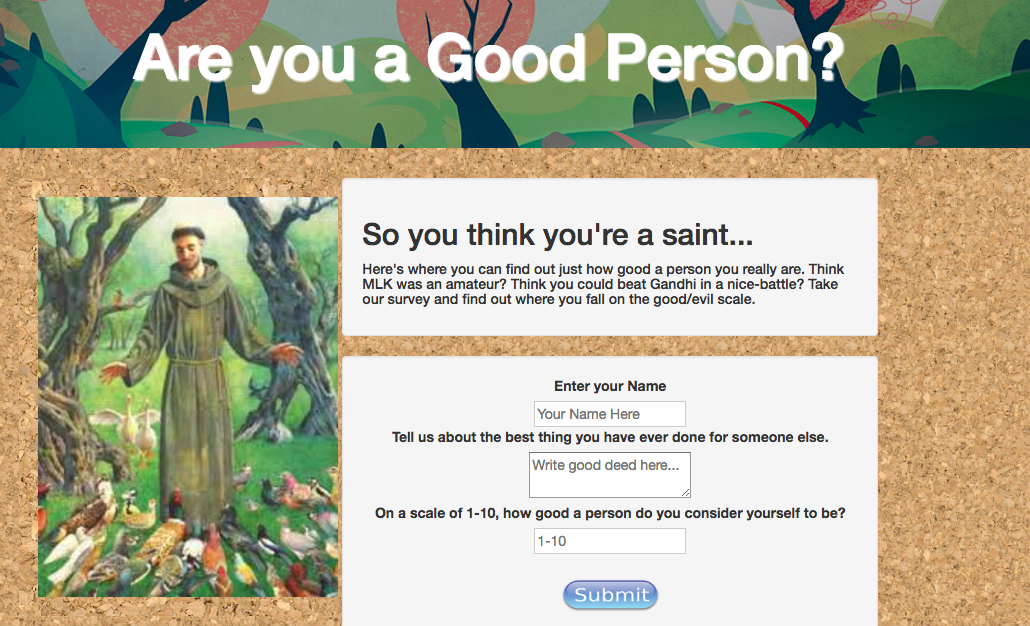 Are you a Good Person?
So you think you're a saint...
Here's where you can find out just how good a person you really are. Think
MLK was an amateur? Think you could beat Gandhi in a nice-battle? Take
our survey and find out where you fall on the good/evil scale.
Enter your Name
Your Name Here
Tell us about the best thing you have ever done for someone else.
Write good deed here...
On a scale of 1-10, how good a person do you consider yourself to be?
1-10
Submit